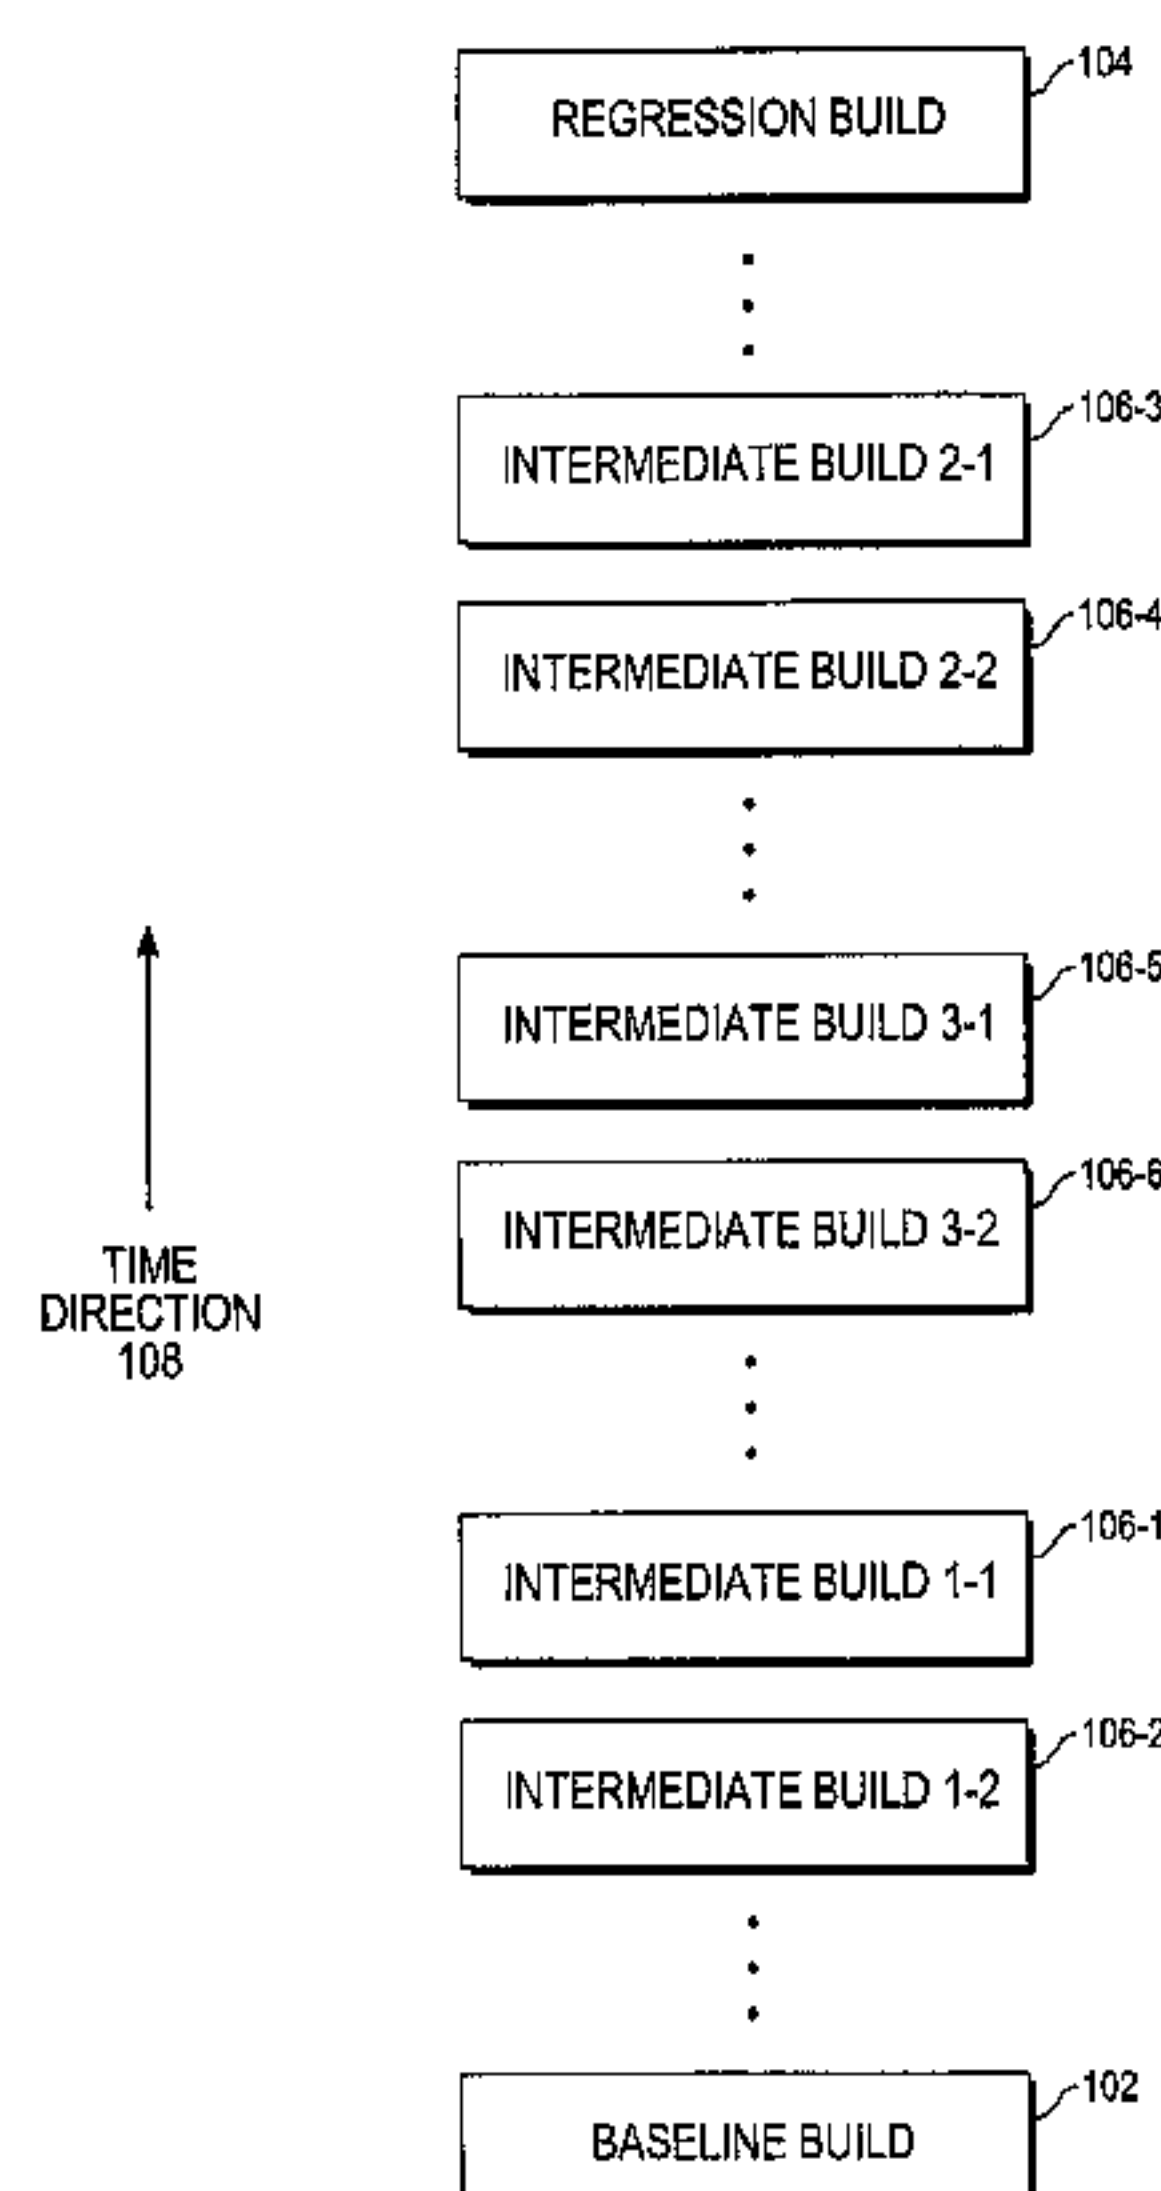 104
REGRESSION BUILD
106-3
INTERMEDIATE BUILD 2-1
106-4
INTERMEDIATE BUILD 2-2
106-5
INTERMEDIATE BUILD 3-1
106-6
INTERMEDIATE BUILD 3-2
TIME
DIRECTION
108
106-1
INTERMEDIATE BUILD 1-1
106-2
INTERMEDIATE BUILD 1-2
102
BASELINE BUILD